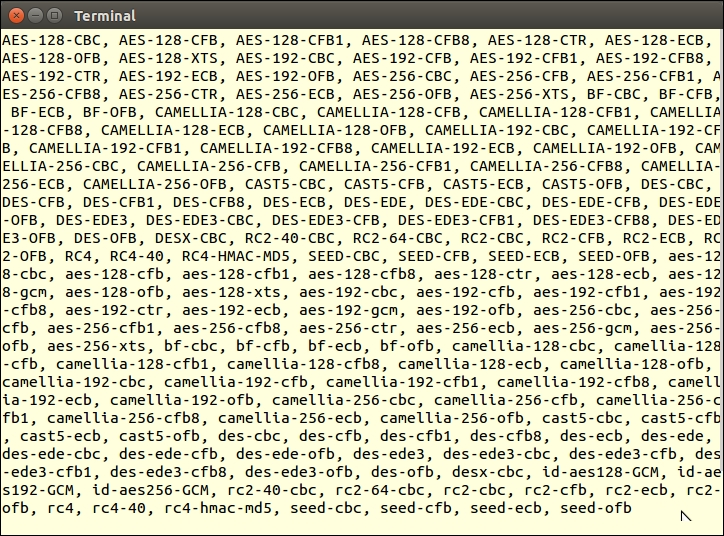 Terminal
AES-128-CBC, AES-128-CFB, AES-128-CFB1, AES-128-CFB8, AES-128-CTR, AES-128-ECB,
AES-128-OFB, AES-128-XTS, AES-192-CBC, AES-192-CFB, AES-192-CFB1, AES-192-CFB8,
AES-192-CTR, AES-192-ECB, AES-192-OFB, AES-256-CBC, AES-256-CFB, AES-256-CFB1, A
ES-256-CFB8, AES-256-CTR, AES-256-ECB, AES-256-OFB, AES-256-XTS, BF-CBC, BF-CFB,
BF-ECB, BF-OFB, CAMELLIA-128-CBC, CAMELLIA-128-CFB, CAMELLIA-128-CFB1, CAMELLIA
-128-CFB8, CAMELLIA-128-ECB, CAMELLIA-128-OFB, CAMELLIA-192-CBC, CAMELLIA-192-CF
B, CAMELLIA-192-CFB1, CAMELLIA-192-CFB8, CAMELLIA-192-ECB, CAMELLIA-192-OFB, CAM
ELLIA-256-CBC, CAMELLIA-256-CFB, CAMELLIA-256-CFB1, CAMELLIA-256-CFB8, CAMELLIA-
256-ECB, CAMELLIA-256-OFB, CAST5-CBC, CAST5-CFB, CAST5-ECB, CAST5-OFB, DES-CBC,
DES-CFB, DES-CFB1, DES-CFB8, DES-ECB, DES-EDE, DES-EDE-CBC, DES-EDE-CFB, DES-EDE
-OFB, DES-EDE3, DES-EDE3-CBC, DES-EDE3-CFB, DES-EDE3-CFB1, DES-EDE3-CFB8, DES-ED
E3-OFB, DES-OFB, DESX-CBC, RC2-40-CBC, RC2-64-CBC, RC2-CBC, RC2-CFB, RC2-ECB, RC
2-OFB, RC4, RC4-40, RC4-HMAC-MD5, SEED-CBC, SEED-CFB, SEED-ECB, SEED-OFB, aes-12
8-cbc, aes-128-cfb, aes-128-cfb1, aes-128-cfb8, aes-128-ctr, aes-128-ecb, aes-12
8-gcm, aes-128-ofb, aes-128-xts, aes-192-cbc, aes-192-cfb, aes-192-cfb1, aes-192
-cfb8, aes-192-ctr, aes-192-ecb, aes-192-gcm, aes-192-ofb, aes-256-cbc, aes-256-
cfb, aes-256-cfb1, aes-256-cfb8, aes-256-ctr, aes-256-ecb, aes-256-gcm, aes-256-
ofb, aes-256-xts, bf-cbc, bf-cfb, bf-ecb, bf-ofb, camellia-128-cbc, camellia-128
-cfb, camellia-128-cfb1, camellia-128-cfb8, camellia-128-ecb, camellia-128-ofb,
camellia-192-cbc, camellia-192-cfb, camellia-192-cfb1, camellia-192-cfb8, camell
ia-192-ecb, camellia-192-ofb, camellia-256-cbc, camellia-256-cfb, camellia-256-c
fb1, camellia-256-cfb8, camellia-256-ecb, camellia-256-ofb, cast5-cbc, cast5-cfb
, cast5-ecb, cast5-ofb, des-cbc, des-cfb, des-cfb1, des-cfb8, des-ecb, des-ede,
des-ede-cbc, des-ede-cfb, des-ede-ofb, des-ede3, des-ede3-cbc, des-ede3-cfb, des
-ede3-cfb1, des-ede3-cfb8, des-ede3-ofb, des-ofb, desx-cbc, id-aes128-GCM, id-ae
s192-GCM, id-aes256-GCM, rc2-40-cbc, rc2-64-cbc, rc2-cbc, rc2-cfb, rc2-ecb, rc2-
ofb, rc4, rc4-40, rc4-hmac-md5, seed-cbc, seed-cfb, seed-ecb, seed-ofb